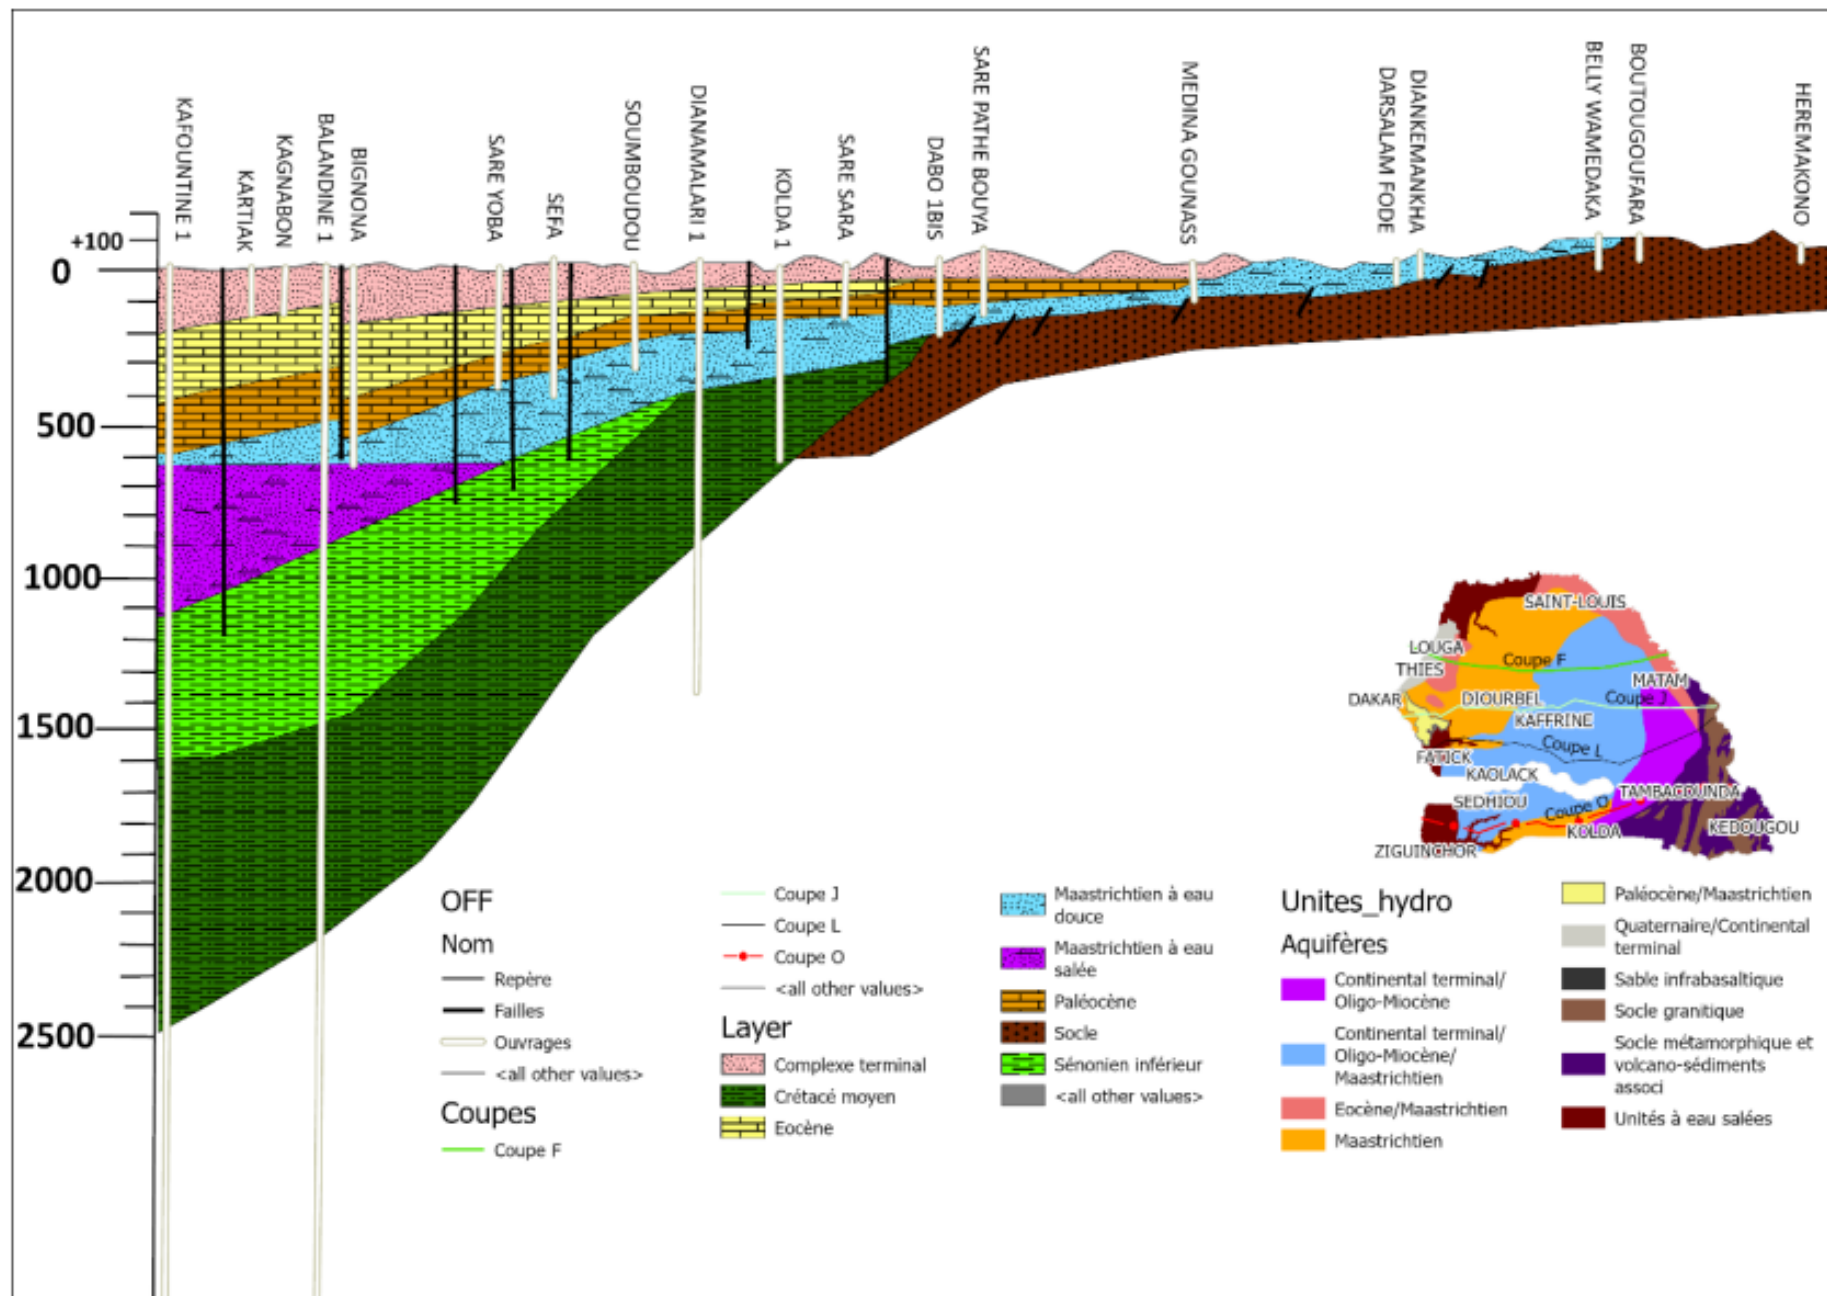 KAFOUNTINE 1
KARTIAK
KAGNABON
BALANDINE 1
BIGNONA
SARE YOBA
SEFA
SOUMBOUDOU
DIANAMALARI 1
KOLDA 1
SARE SARA
DABO 1BIS
SARE PATHE BOUYA
MEDINA GOUNASS
DARSALAM FODE
DIANKEMANKHA
BELLY WAMEDAKA
BOUTOUGOUFARA
HEREMAKONO
+100
0
500
1000
1500
2000
2500
SAINT-LOUIS
LOUGA
Coupe F
THIES
MATAM
DAKAR
DIOURBEL
Coupe J
KAFFRINE
Coupe L
FATICK
KAOLACK
TAMBACOUNDA
SEDHIOU
Coupe O
KOLDA
KEDOUGOU
ZIGUINCHOR
OFF
Nom
Repère
Failles
Ouvrages
<all other values>
Coupes
Coupe F
Coupe J
Coupe L
Coupe O
<all other values>
Layer
Complexe terminal
Crétacé moyen
Eocène
Maastrichtien à eau
douce
Maastrichtien à eau
salée
Paléocène
Socle
Sénonien inférieur
<all other values>
Unites_hydro
Aquifères
Continental terminal/
Oligo-Miocène
Continental terminal/
Oligo-Miocène/
Maastrichtien
Eocène/Maastrichtien
Maastrichtien
Paléocène/Maastrichtien
Quaternaire/Continental
terminal
Sable infrabasaltique
Socle granitique
Socle métamorphique et
volcano-sédiments
associ
Unités à eau salées